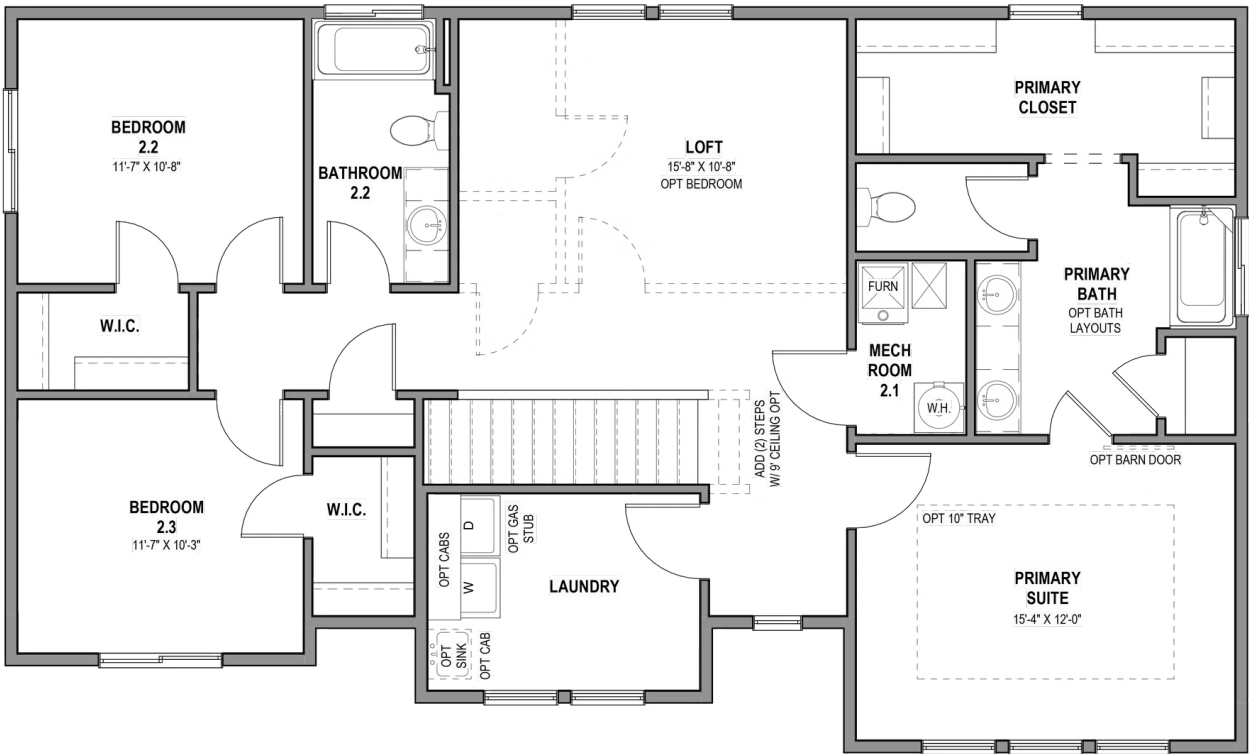 BEDROOM
2.2
11'-7" X 10'-8"
BATHROOM
2.2
LOFT
15'-8" X 10'-8"
OPT BEDROOM
PRIMARY
CLOSET
W.I.C.
FURN
MECH
ROOM
2.1
W.H.
PRIMARY
BATH
OPT BATH
LAYOUTS
ADD (2) STEPS
W/ 9' CEILING OPT
OPT BARN DOOR
BEDROOM
2.3
11'-7" X 10'-3"
W.I.C.
D
W
OPT CABS
OPT GAS
STUB
LAUNDRY
OPT
SINK
OPT CAB
OPT 10" TRAY
PRIMARY
SUITE
15'-4" X 12'-0"